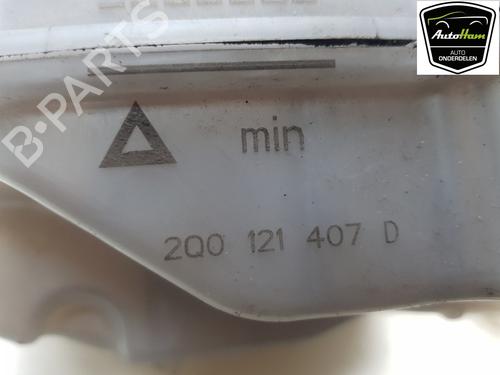 AutoHam
AUTO
ONDERDELEN
B-PARTS
min
2Q0 121 407 D